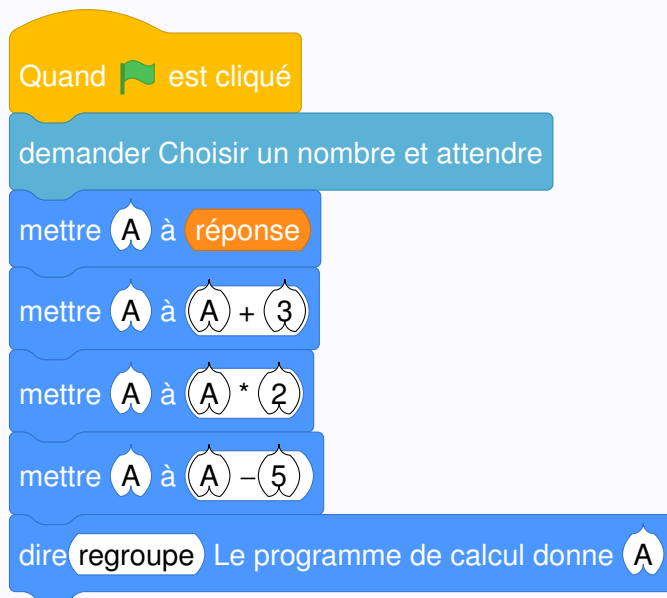 Quand est cliqué
demander Choisir un nombre et attendre
mettre A à réponse
mettre A à A + 3
mettre A à A * 2
mettre A à A − 5
dire regroupe Le programme de calcul donne A